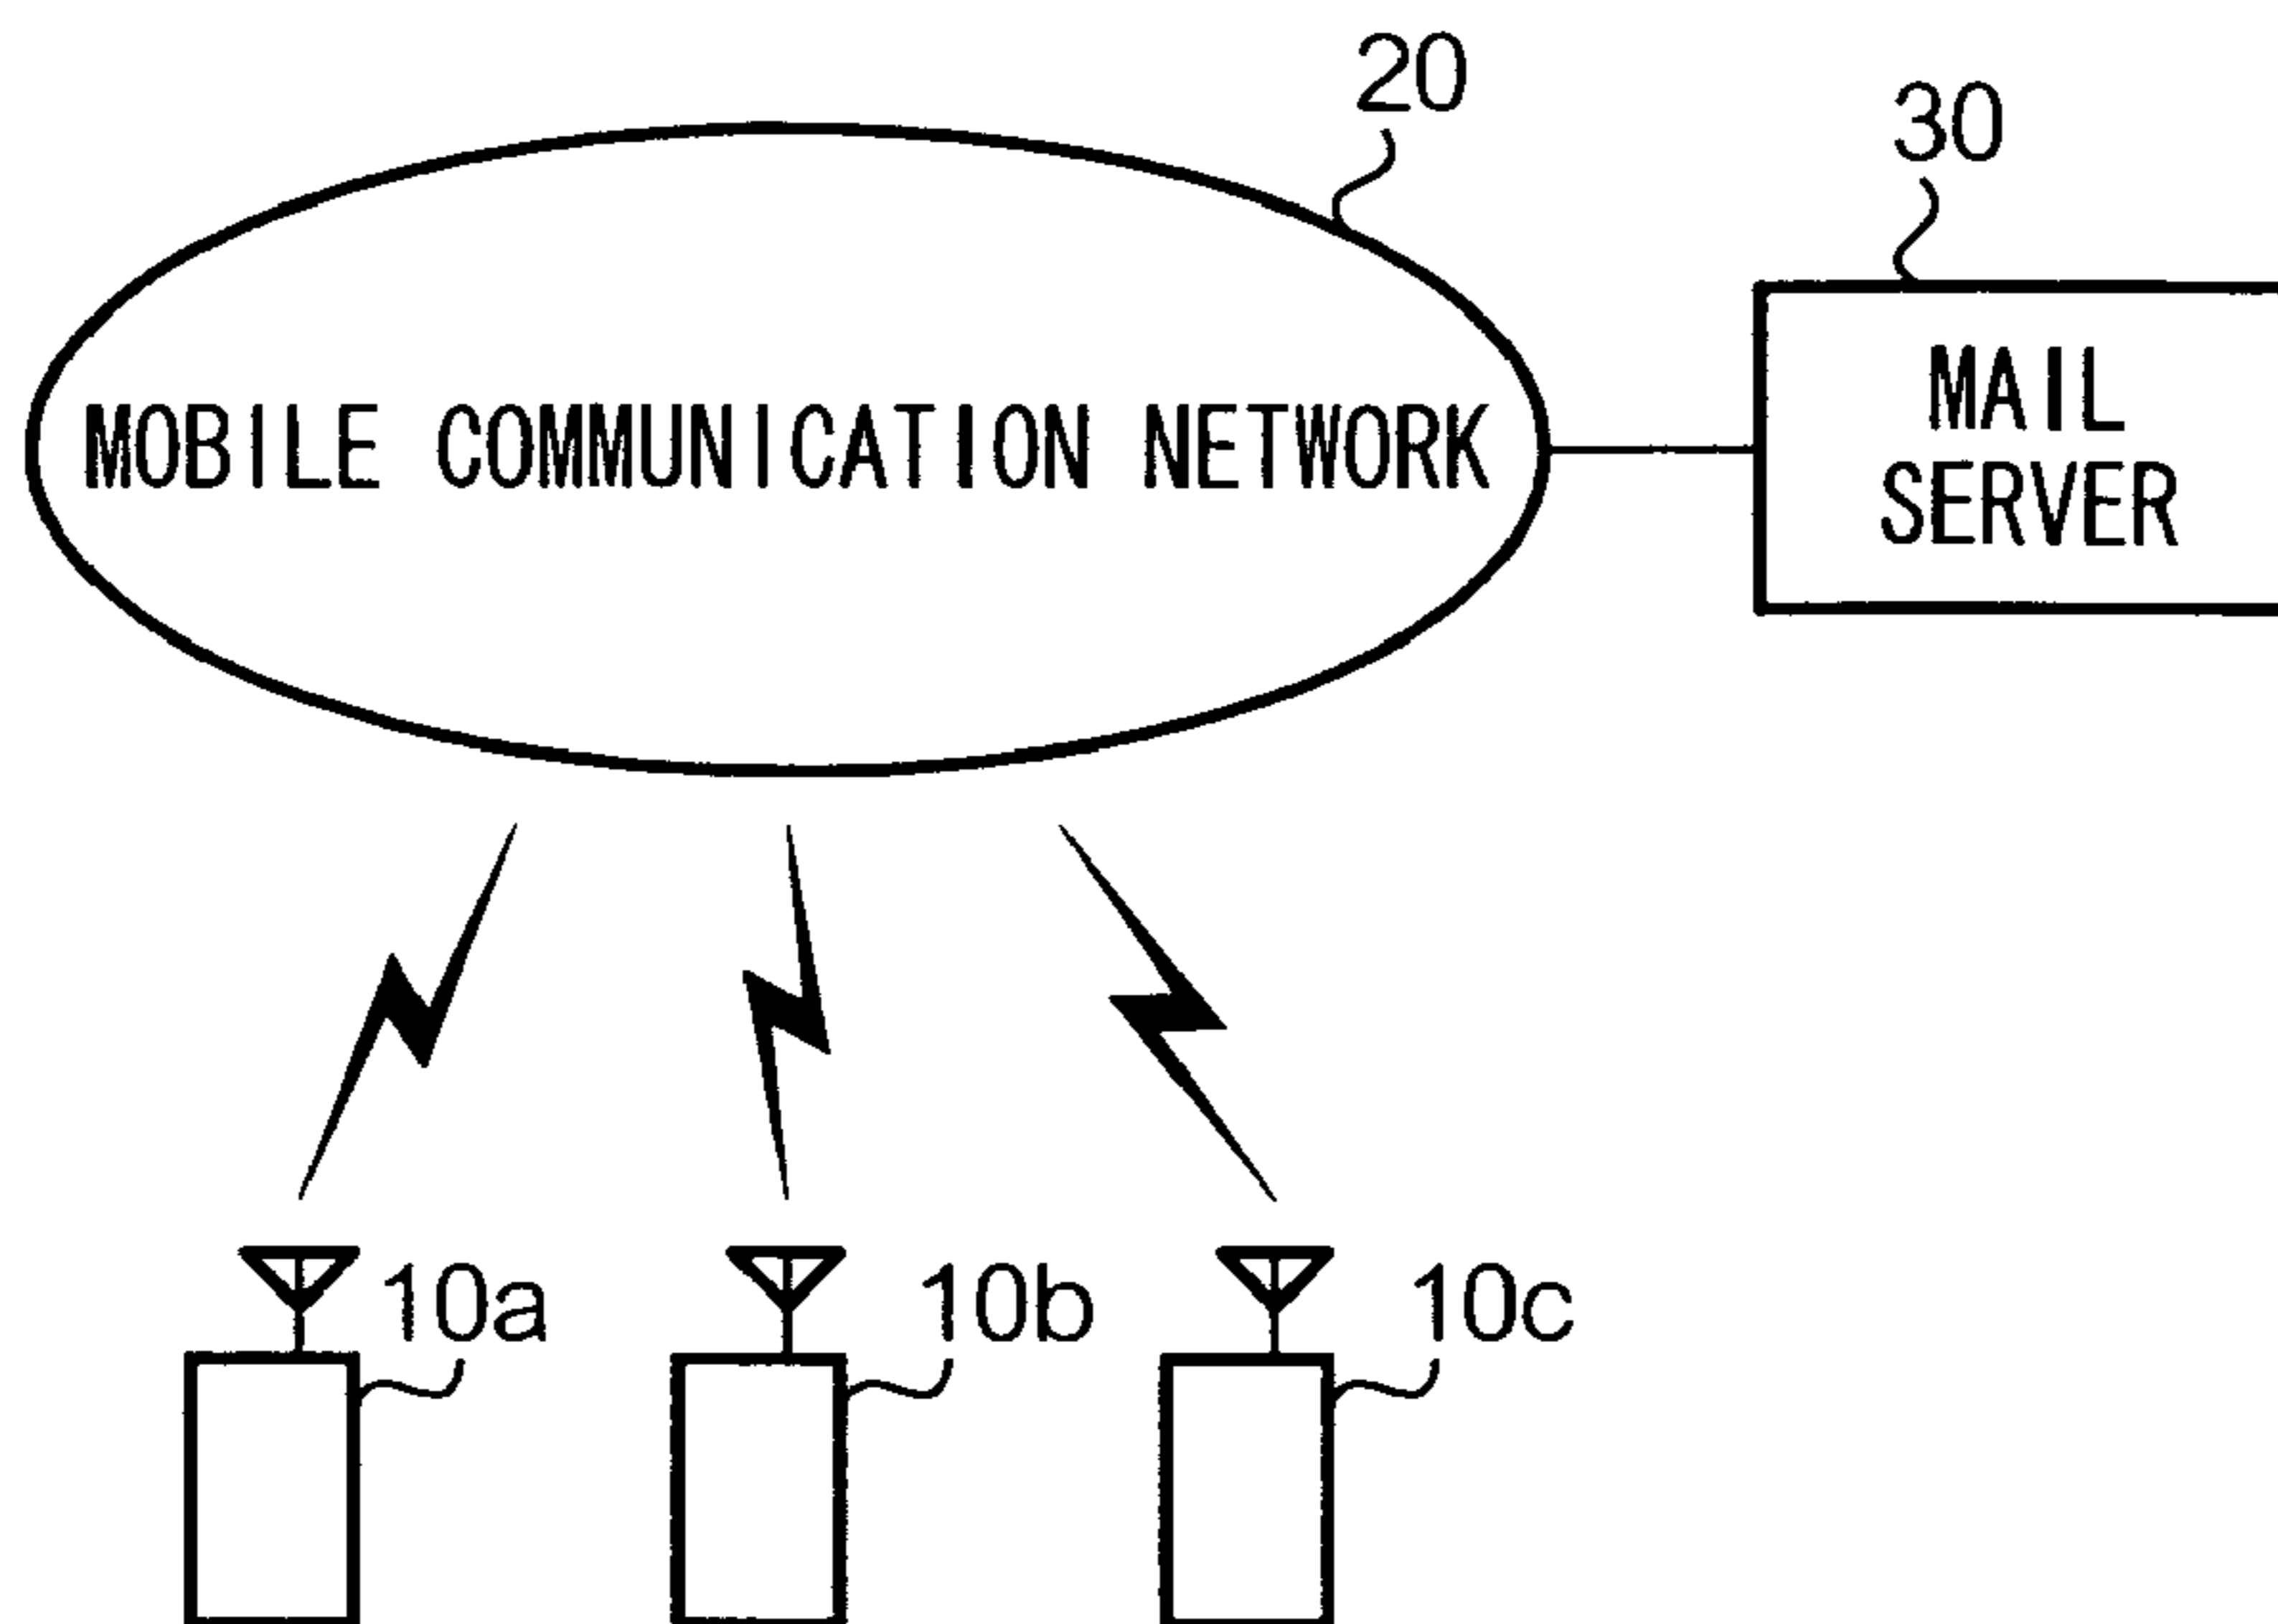 20
30
MOBILE COMMUNICATION NETWORK
MAIL
SERVER
10a
10b
10c